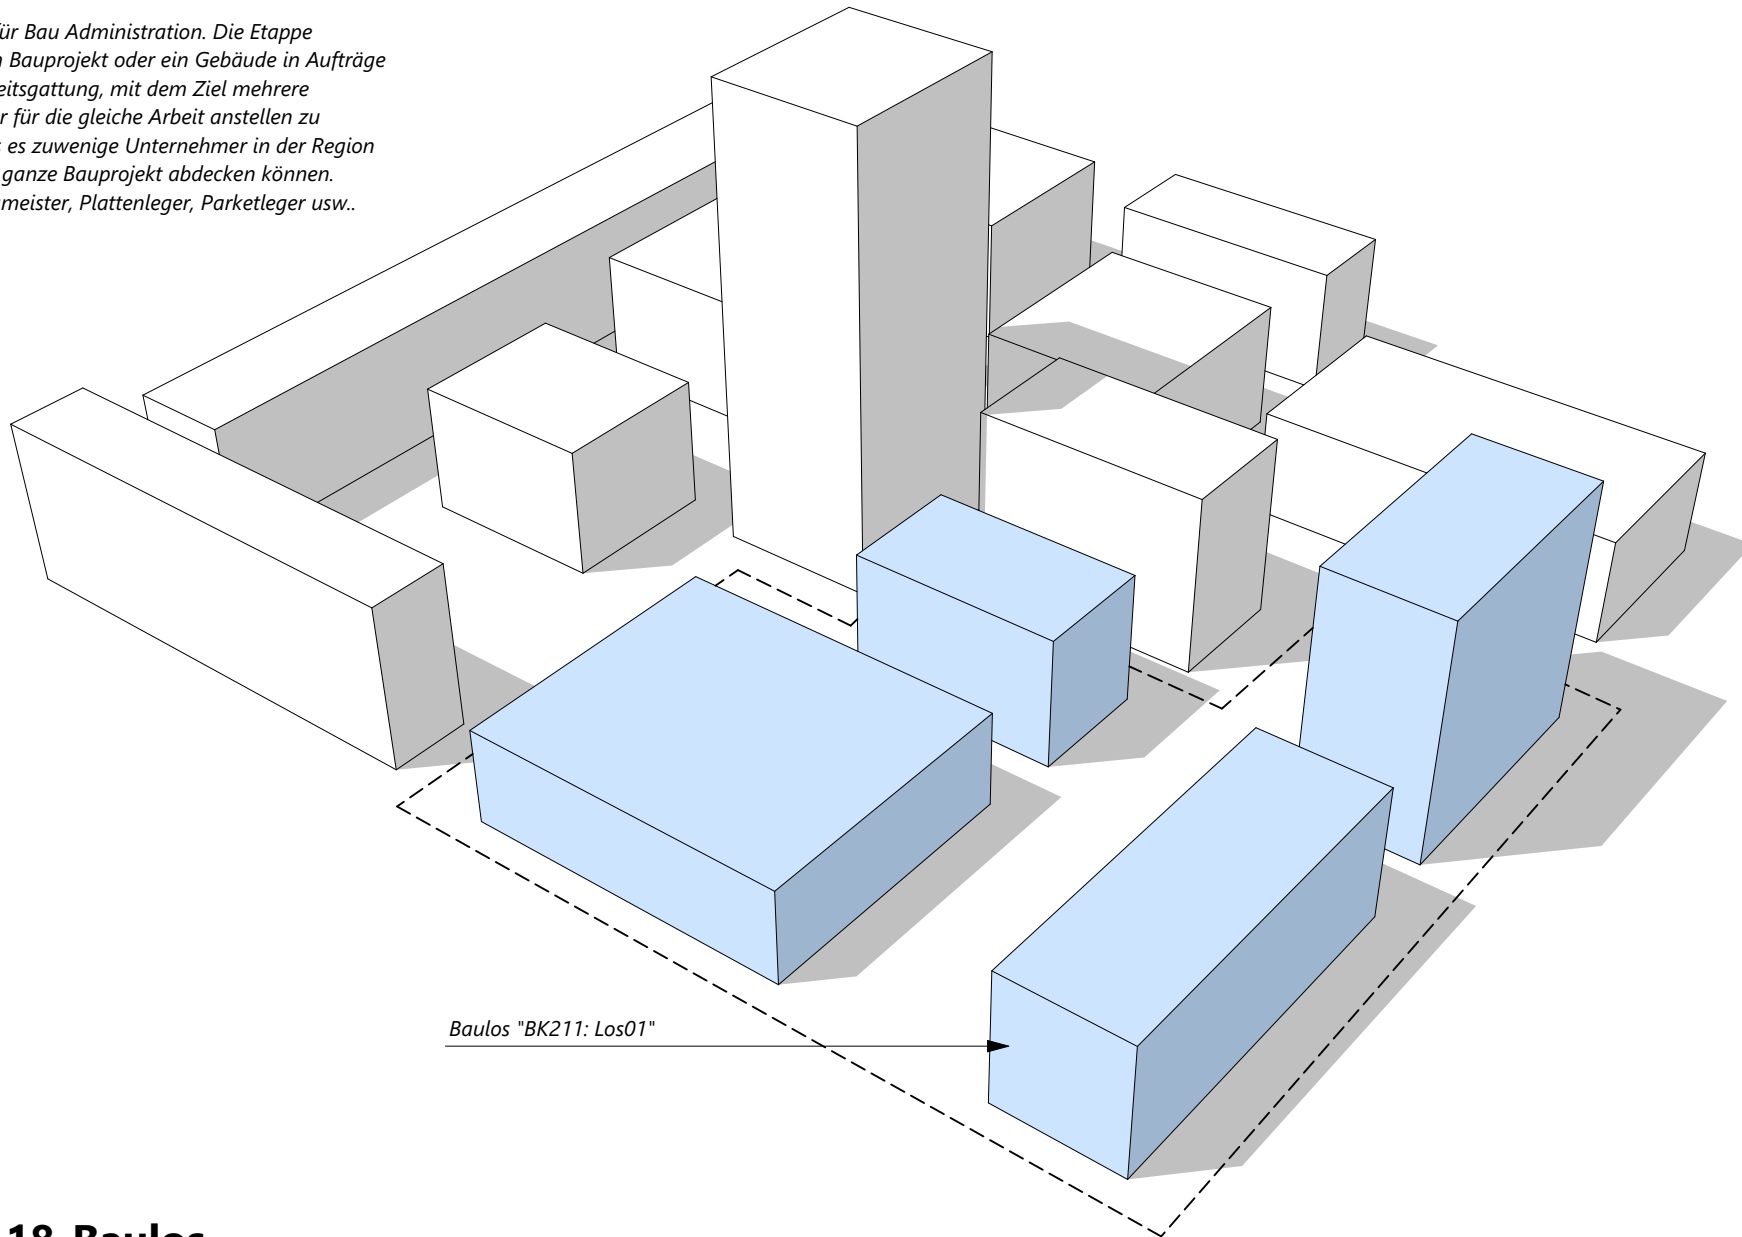 für Bau Administration. Die Etappe
Bauprojekt oder ein Gebäude in Aufträge
eitsgattung, mit dem Ziel mehrere
r für die gleiche Arbeit anstellen zu
s es zuwenige Unternehmer in der Region
ganze Bauprojekt abdecken können.
meister, Plattenleger, Parketleger usw..
Baulos "BK211: Los01"
18 Baulos